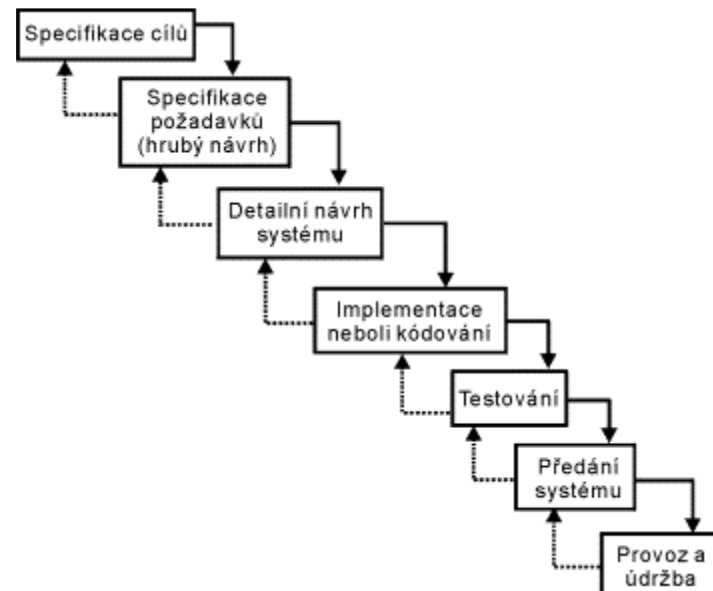 Specifikace cílů
Specifikace
požadavků
(hrubý návrh)
Detailní návrh
systému
Implementace
neboli kódování
Testování
Předání
systému
Provoz a
údržba